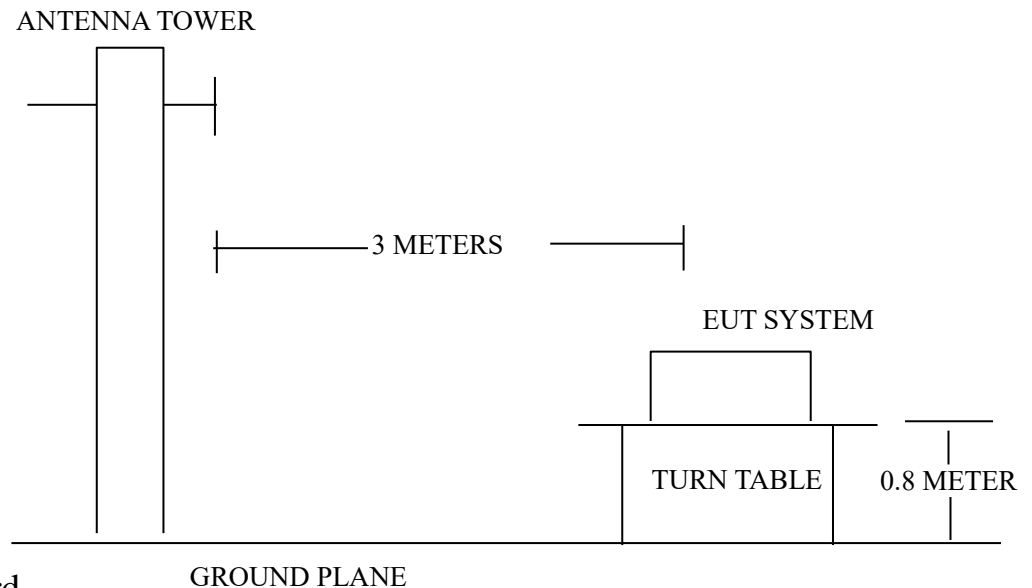 ANTENNA TOWER
3 METERS
EUT SYSTEM
TURN TABLE
0.8 METER
GROUND PLANE